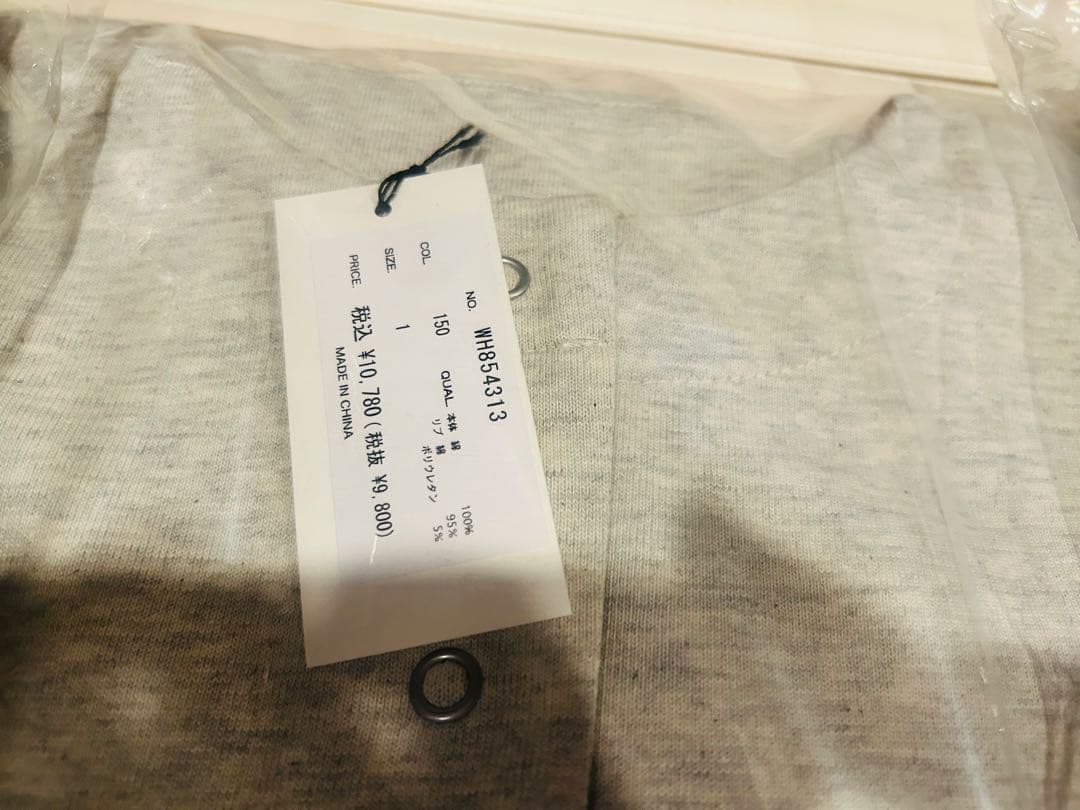 NO. WH854313
COL. 150
QUAL. 本体 綿 100%
リブ 綿 95%
ポリウレタン 5%
SIZE. 1
PRICE. 税込 ¥10,780(税抜 ¥9,800)
MADE IN CHINA